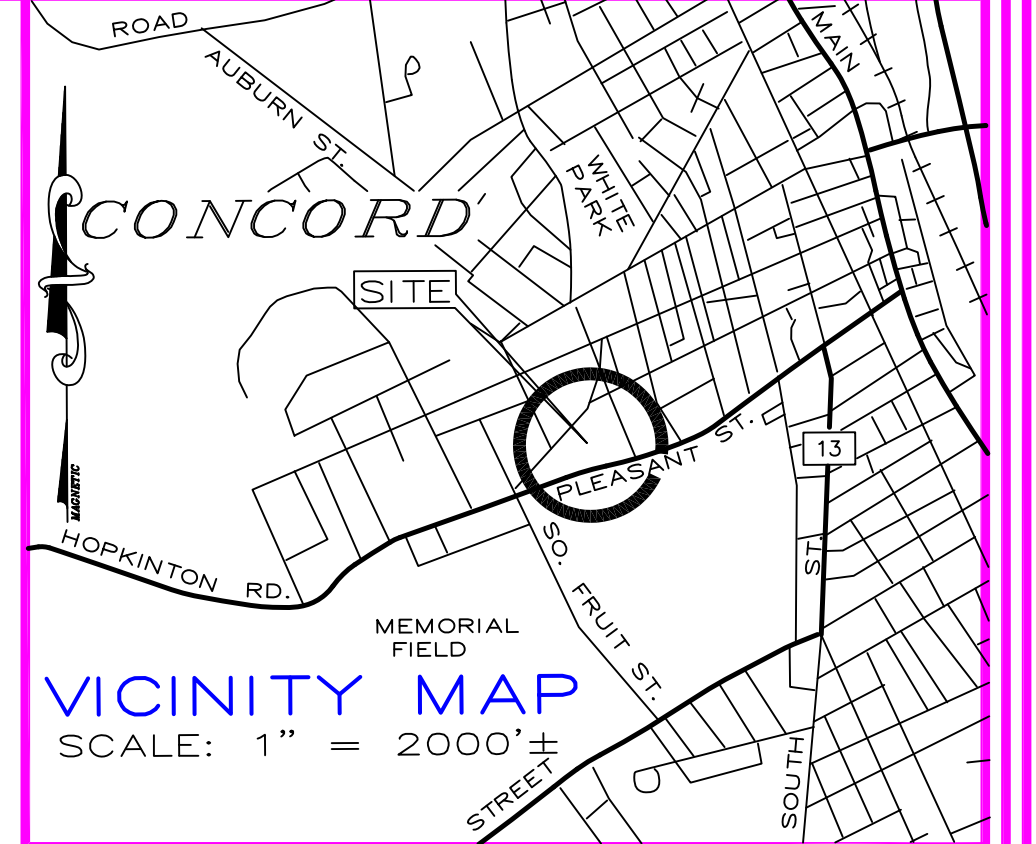 ROAD
AUBURN ST.
MAIN
WHITE
PARK
CONCORD
SITE
MAGNETIC
PLEASANT ST.
13
HOPKINTON RD.
SO. FRUIT ST.
ST.
MEMORIAL
FIELD
VICINITY MAP
SCALE: 1" = 2000'±
STREET
SOUTH